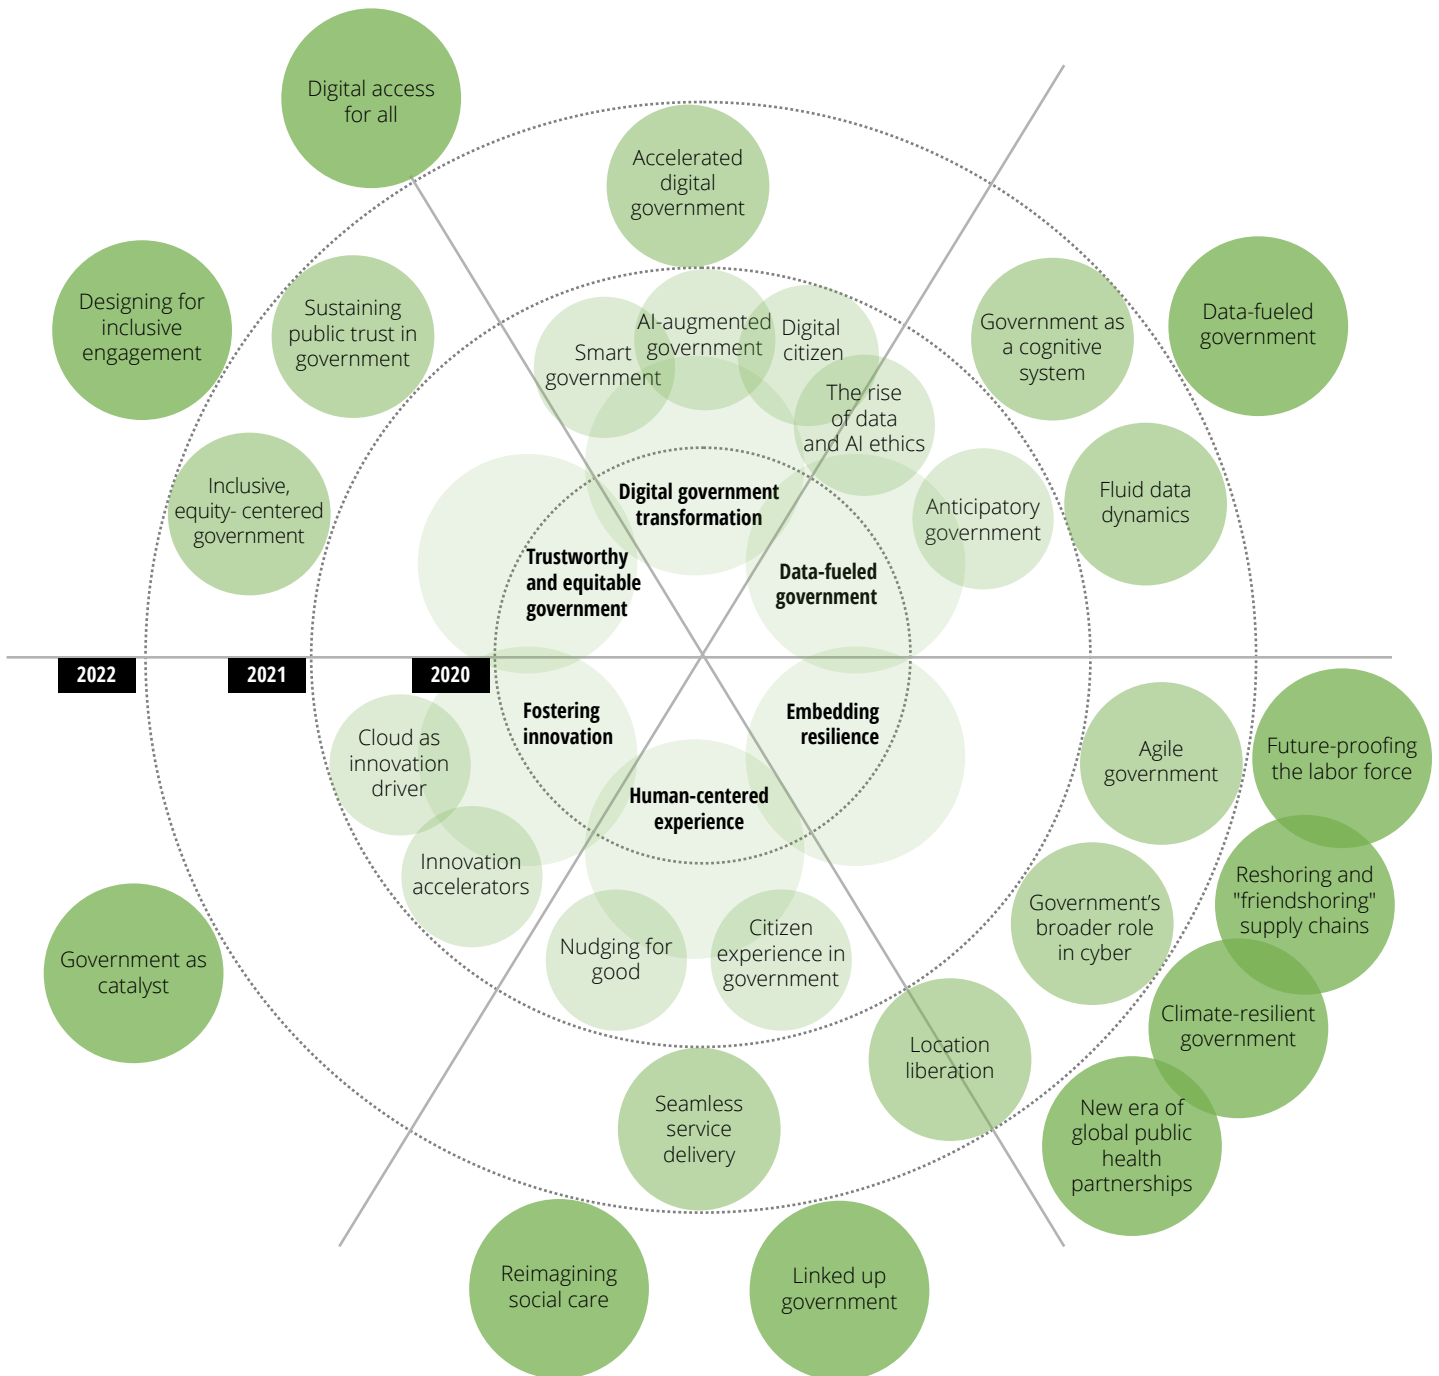 Digital access
for all
Accelerated
digital
government
Designing for
inclusive
engagement
Sustaining
public trust in
government
Smart
government
AI-augmented
government
Digital
citizen
The rise
of data
and AI ethics
Government as
a cognitive
system
Data-fueled
government
Inclusive,
equity- centered
government
Digital government
transformation
Anticipatory
government
Fluid data
dynamics
Trustworthy
and equitable
government
Data-fueled
government
2022
2021
2020
Fostering
innovation
Embedding
resilience
Cloud as
innovation
driver
Human-centered
experience
Agile
government
Future-proofing
the labor force
Innovation
accelerators
Reshoring and
"friendshoring"
supply chains
Government’s
broader role
in cyber
Nudging for
good
Citizen
experience in
government
Government as
catalyst
Climate-resilient
government
Location
liberation
Seamless
service
delivery
New era of
global public
health
partnerships
Reimagining
social care
Linked up
government